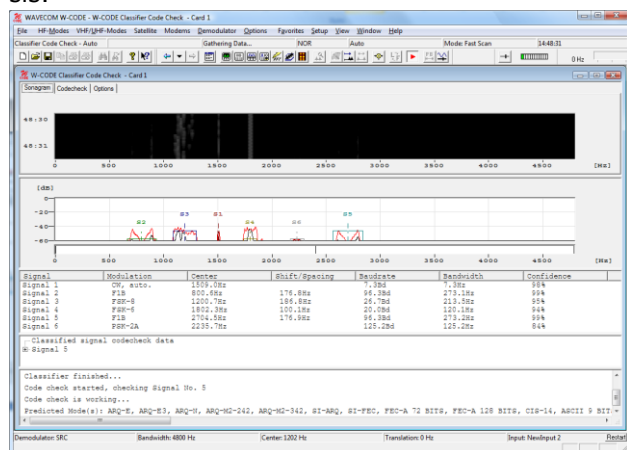 WAVECOM W-CODE - W-CODE Classifier Code Check - Card 1
File HF-Modes VHF/UHF-Modes Satellite Modems Demodulator Options Favorites Setup View Window Help
Classifier Code Check - Auto Gathering Data... NOR Auto Mode: Fast Scan 14:48:31
0 Hz
W-CODE Classifier Code Check - Card 1
Sonagram Codecheck Options
48:30
48:31
0 500 1000 1500 2000 2500 3000 3500 4000 4500 [Hz]
[dB]
0
-20
-40
-60
S2 S3 S1 S4 S6 S5
0 500 1000 1500 2000 2500 3000 3500 4000 4500 [Hz]
Signal Modulation Center Shift/Spacing Baudrate Bandwidth Confidence
Signal 1 CW, auto. 1509.0Hz 7.3Bd 7.3Hz 98%
Signal 2 F1B 800.6Hz 176.8Hz 96.3Bd 273.1Hz 99%
Signal 3 FSK-8 1200.7Hz 186.8Hz 26.7Bd 213.5Hz 95%
Signal 4 FSK-6 1802.3Hz 100.1Hz 20.0Bd 120.1Hz 94%
Signal 5 F1B 2704.5Hz 176.9Hz 96.3Bd 273.2Hz 99%
Signal 6 PSK-2A 2235.7Hz 125.2Bd 125.2Hz 84%
Classified signal codecheck data
Signal 5
Classifier finished...
Code check started, checking Signal No. 5
Code check is working...
Predicted Mode(s): ARQ-E, ARQ-E3, ARQ-N, ARQ-M2-242, ARQ-M2-342, SI-ARQ, SI-FEC, FEC-A 72 BITS, FEC-A 128 BITS, CIS-14, ASCII 9 BIT
Demodulator: SRC Bandwidth: 4800 Hz Center: 1202 Hz Translation: 0 Hz Input: NewInput 2 Restart